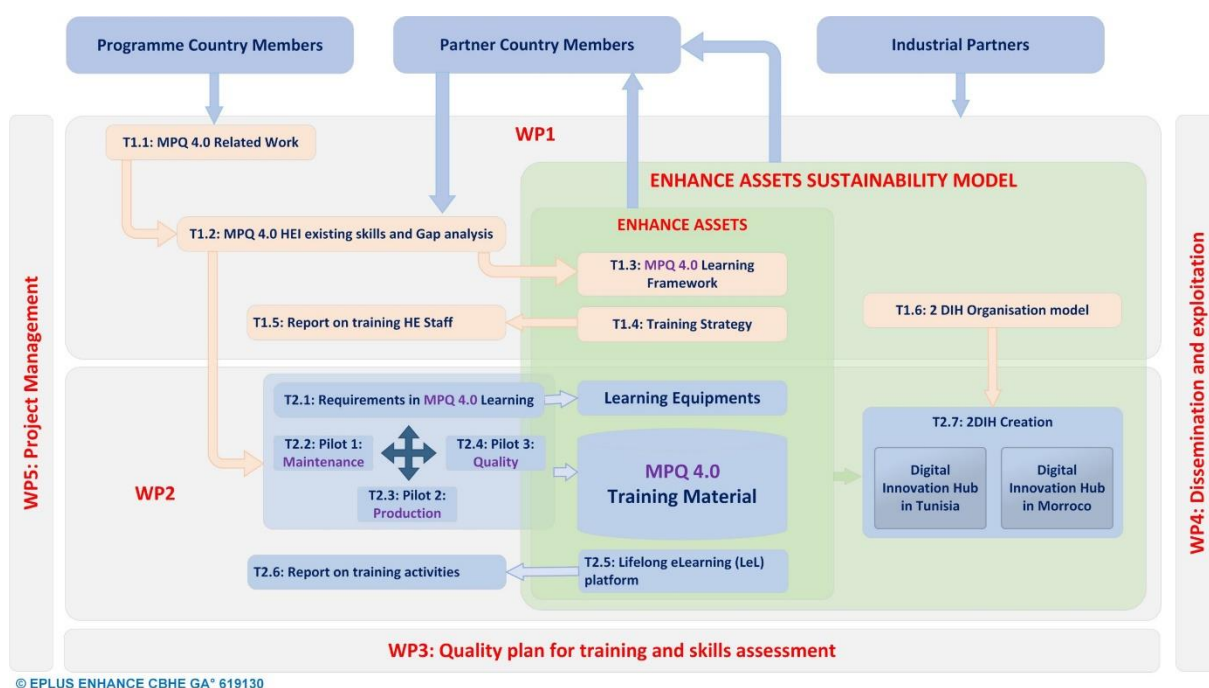 Programme Country Members
Partner Country Members
Industrial Partners
WP1
T1.1: MPQ 4.0 Related Work
ENHANCE ASSETS SUSTAINABILITY MODEL
ENHANCE ASSETS
T1.2: MPQ 4.0 HEI existing skills and Gap analysis
T1.3: MPQ 4.0 Learning
Framework
T1.5: Report on training HE Staff
T1.4: Training Strategy
T1.6: 2 DIH Organisation model
WP5: Project Management
WP4: Dissemination and exploitation
WP2
T2.1: Requirements in MPQ 4.0 Learning
Learning Equipments
T2.2: Pilot 1:
Maintenance
T2.4: Pilot 3:
Quality
T2.3: Pilot 2:
Production
MPQ 4.0
Training Material
T2.7: 2DIH Creation
Digital
Innovation Hub
in Tunisia
Digital
Innovation Hub
in Morroco
T2.6: Report on training activities
T2.5: Lifelong eLearning (LeL)
platform
WP3: Quality plan for training and skills assessment
© EPLUS ENHANCE CBHE GA° 619130